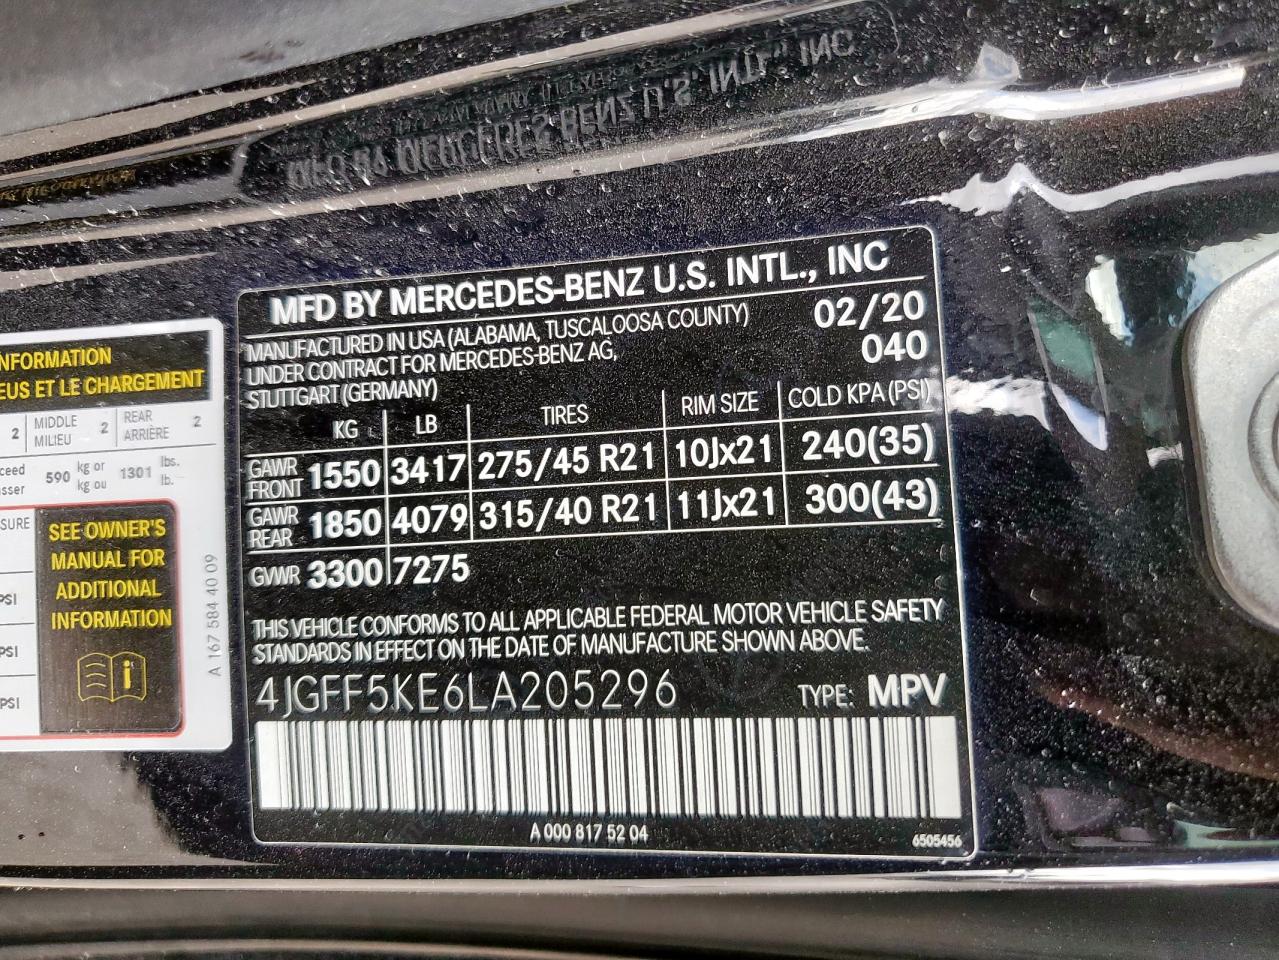 MFD BY MERCEDES-BENZ U.S. INTL., INC
MANUFACTURED IN USA (ALABAMA, TUSCALOOSA COUNTY) 02/20
UNDER CONTRACT FOR MERCEDES-BENZ AG, 040
STUTTGART (GERMANY)
KG LB TIRES RIM SIZE COLD KPA (PSI)
GAWR FRONT 1550 3417 275/45 R21 10Jx21 240(35)
GAWR REAR 1850 4079 315/40 R21 11Jx21 300(43)
GVWR 3300 7275
THIS VEHICLE CONFORMS TO ALL APPLICABLE FEDERAL MOTOR VEHICLE SAFETY
STANDARDS IN EFFECT ON THE DATE OF MANUFACTURE SHOWN ABOVE.
4JGFF5KE6LA205296 TYPE: MPV
A 000 817 52 04 6505456
NFORMATION
EUS ET LE CHARGEMENT
2 MIDDLE 2 REAR 2
MILIEU ARRIÈRE
590 kg or 1301 lbs.
kg ou lb.
SEE OWNER'S
MANUAL FOR
ADDITIONAL
INFORMATION
PSI
PSI
PSI
A 167 584 40 09